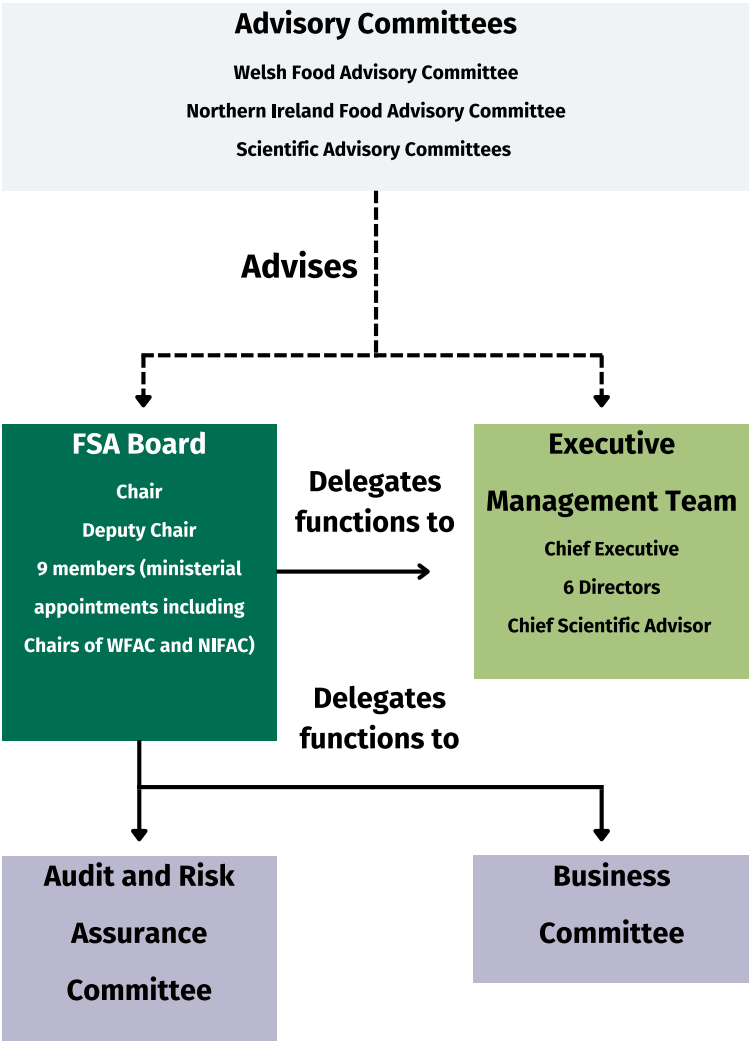 Advisory Committees
Welsh Food Advisory Committee
Northern Ireland Food Advisory Committee
Scientific Advisory Committees
Advises
FSA Board
Chair
Deputy Chair
9 members (ministerial
appointments including
Chairs of WFAC and NIFAC)
Delegates
functions to
Executive
Management Team
Chief Executive
6 Directors
Chief Scientific Advisor
Delegates
functions to
Audit and Risk
Assurance
Committee
Business
Committee